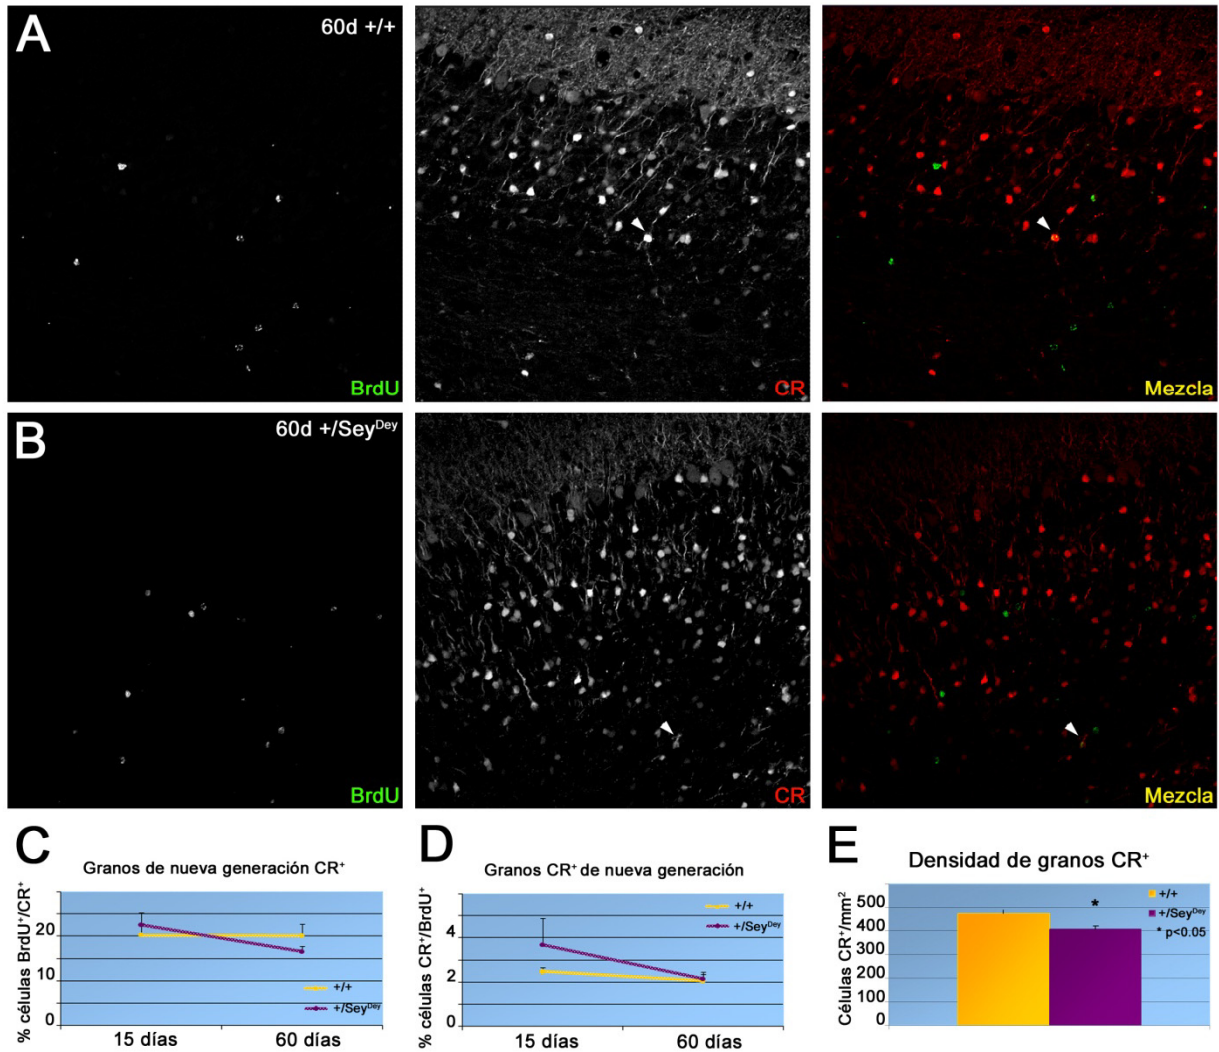 A
60d +/+
BrdU
CR
Mezcla
B
60d +/Sey^Dey
BrdU
CR
Mezcla
C
Granos de nueva generación CR⁺
% células BrdU⁺/CR⁺
20
10
0
+/+
+/Sey^Dey
15 días
60 días
D
Granos CR⁺ de nueva generación
% células CR⁺/BrdU⁺
4
2
0
+/+
+/Sey^Dey
15 días
60 días
E
Densidad de granos CR⁺
Células CR⁺/mm²
500
400
300
200
100
0
*
+/+
+/Sey^Dey
* p<0.05